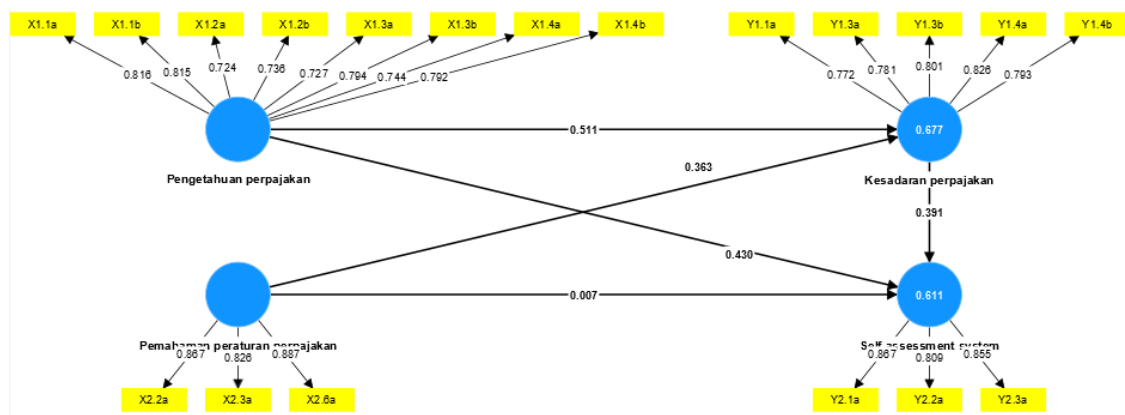 X1.1a X1.1b X1.2a X1.2b X1.3a X1.3b X1.4a X1.4b Y1.1a Y1.3a Y1.3b Y1.4a Y1.4b
0.816 0.815 0.724 0.736 0.727 0.794 0.744 0.792 0.772 0.781 0.801 0.826 0.793
0.511 0.677
Pengetahuan perpajakan 0.363 Kesadaran perpajakan
0.391
0.430
0.007 0.611
Pemahaman peraturan perpajakan Self assessment system
0.867 0.826 0.887 0.867 0.809 0.855
X2.2a X2.3a X2.6a Y2.1a Y2.2a Y2.3a